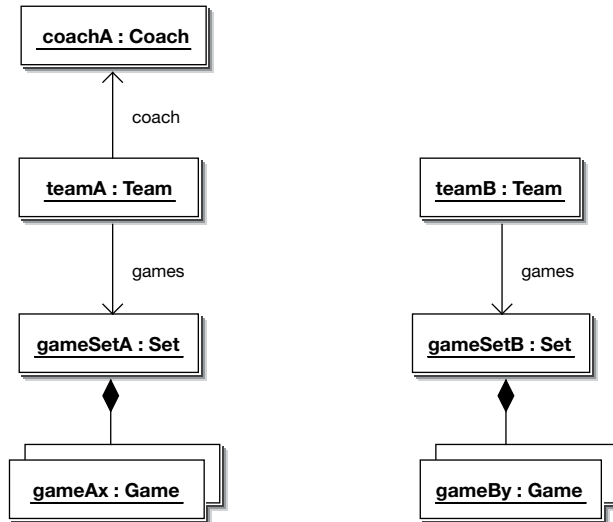 coachA : Coach
coach
teamA : Team
teamB : Team
games
games
gameSetA : Set
gameSetB : Set
gameAx : Game
gameBy : Game